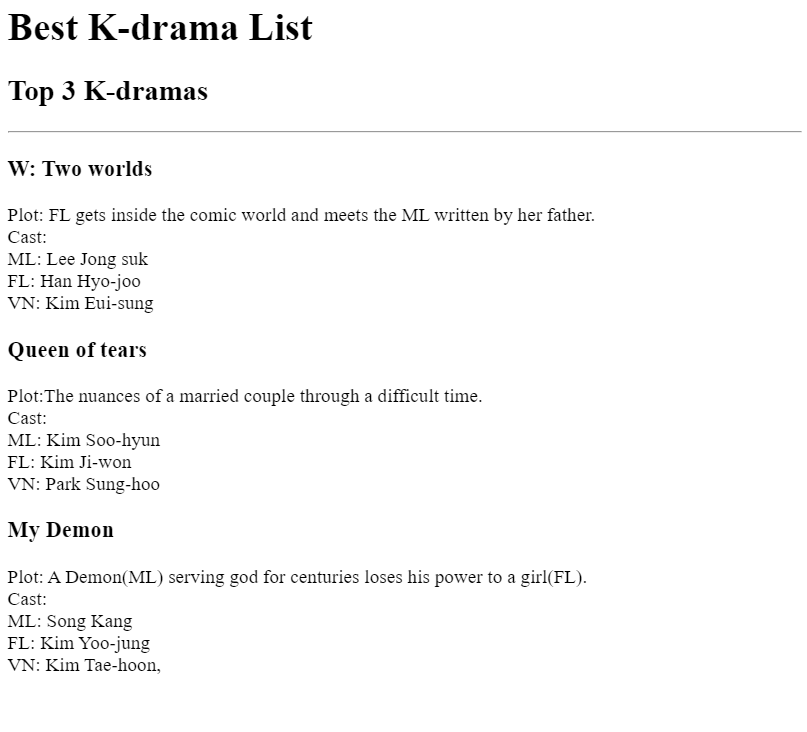 Best K-drama List
Top 3 K-dramas
W: Two worlds
Plot: FL gets inside the comic world and meets the ML written by her father.
Cast:
ML: Lee Jong suk
FL: Han Hyo-joo
VN: Kim Eui-sung
Queen of tears
Plot:The nuances of a married couple through a difficult time.
Cast:
ML: Kim Soo-hyun
FL: Kim Ji-won
VN: Park Sung-hoo
My Demon
Plot: A Demon(ML) serving god for centuries loses his power to a girl(FL).
Cast:
ML: Song Kang
FL: Kim Yoo-jung
VN: Kim Tae-hoon,